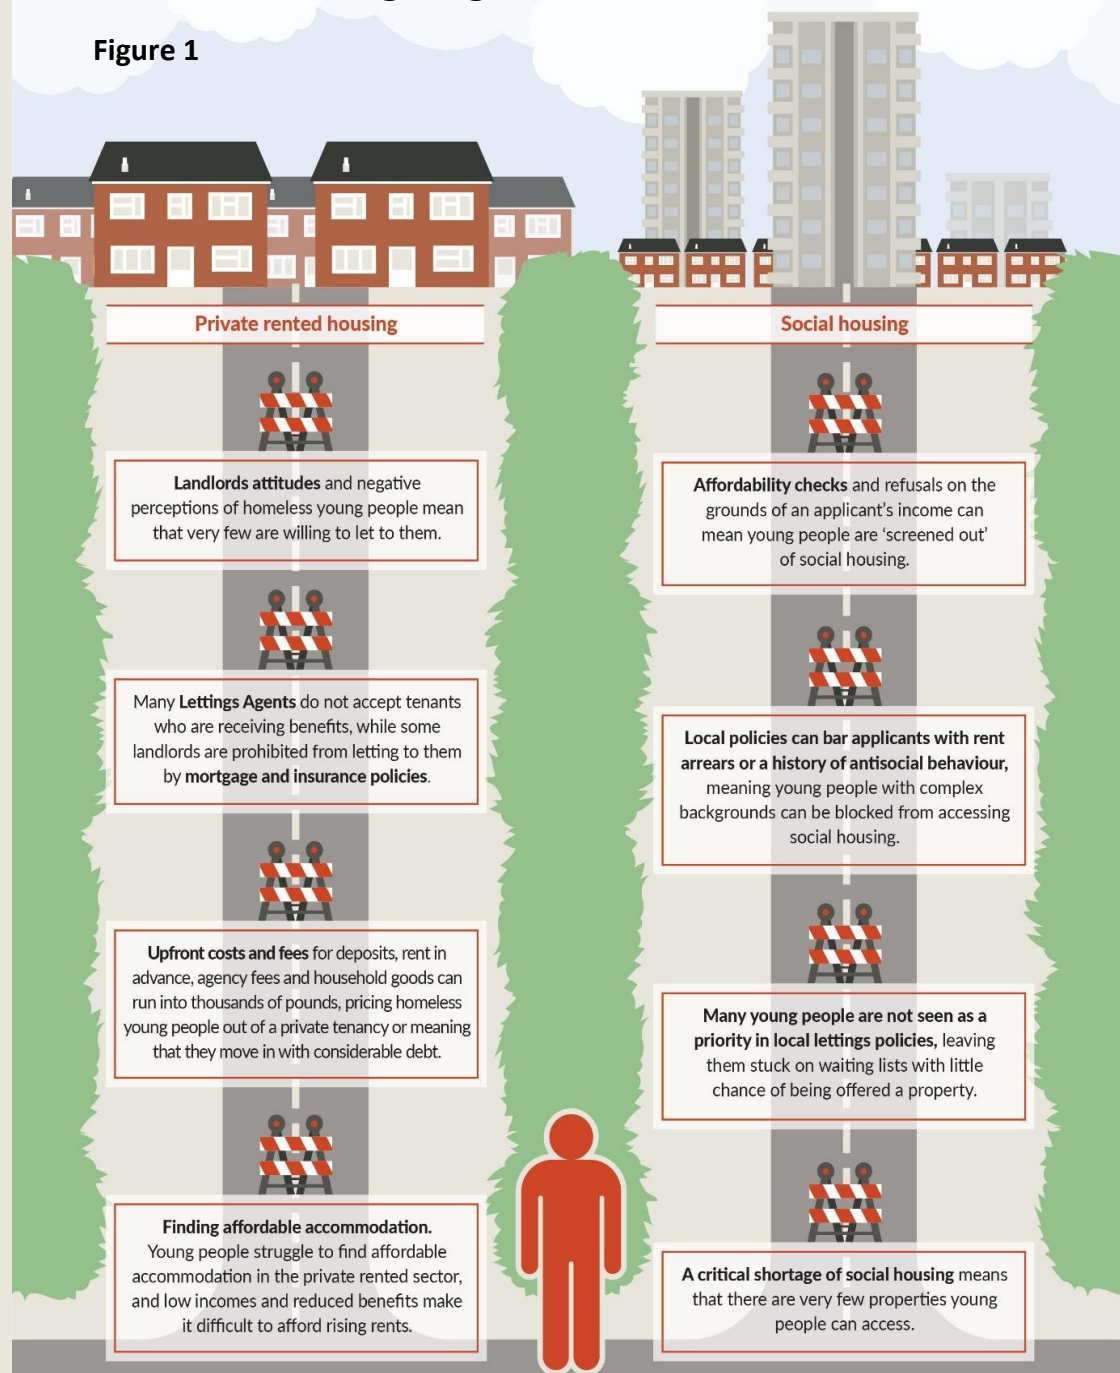 Figure 1
Private rented housing
Landlords attitudes and negative
perceptions of homeless young people mean
that very few are willing to let to them.
Many Lettings Agents do not accept tenants
who are receiving benefits, while some
landlords are prohibited from letting to them
by mortgage and insurance policies.
Upfront costs and fees for deposits, rent in
advance, agency fees and household goods can
run into thousands of pounds, pricing homeless
young people out of a private tenancy or meaning
that they move in with considerable debt.
Finding affordable accommodation.
Young people struggle to find affordable
accommodation in the private rented sector,
and low incomes and reduced benefits make
it difficult to afford rising rents.
Social housing
Affordability checks and refusals on the
grounds of an applicant's income can
mean young people are 'screened out'
of social housing.
Local policies can bar applicants with rent
arrears or a history of antisocial behaviour,
meaning young people with complex
backgrounds can be blocked from accessing
social housing.
Many young people are not seen as a
priority in local lettings policies, leaving
them stuck on waiting lists with little
chance of being offered a property.
A critical shortage of social housing means
that there are very few properties young
people can access.